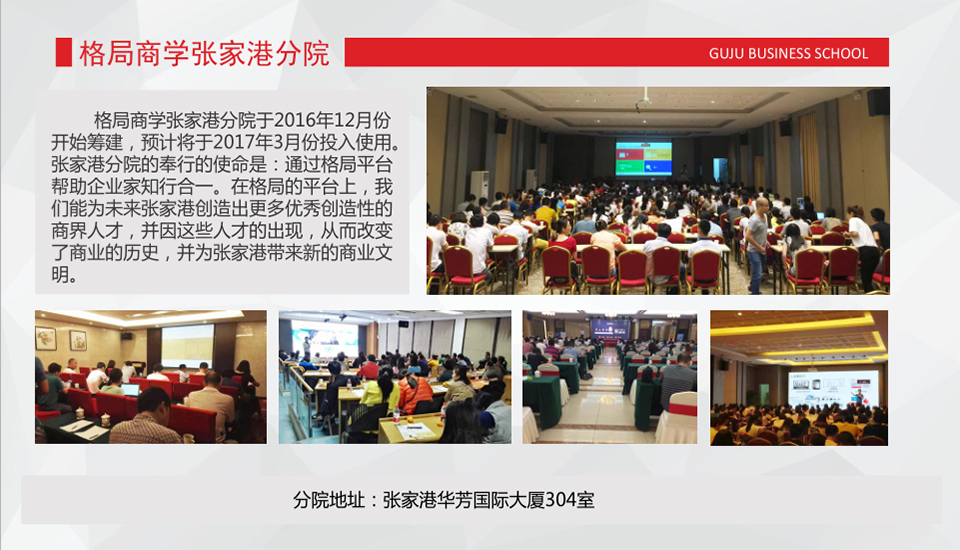 格局商学张家港分院
GUJU BUSINESS SCHOOL
格局商学张家港分院于2016年12月份
开始筹建，预计将于2017年3月份投入使用。
张家港分院的奉行的使命是：通过格局平台
帮助企业家知行合一。在格局的平台上，我
们能为未来张家港创造出更多优秀创造性的
商界人才，并因这些人才的出现，从而改变
了商业的历史，并为张家港带来新的商业文
明。
分院地址：张家港华芳国际大厦304室